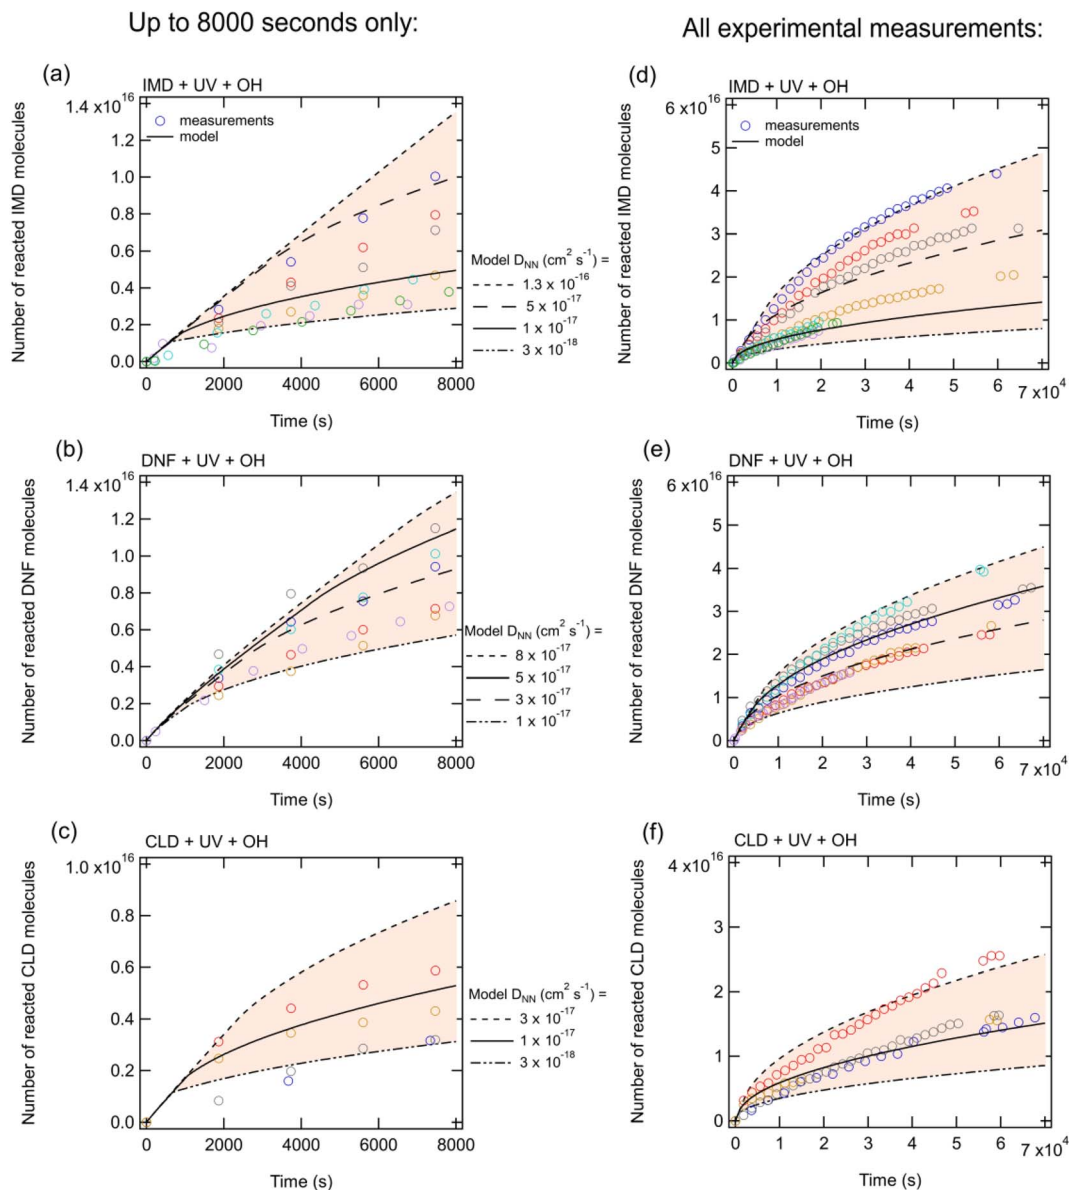 Up to 8000 seconds only:
All experimental measurements:
(a)
IMD + UV + OH
1.4 x10^16
1.2
1.0
0.8
0.6
0.4
0.2
0.0
Number of reacted IMD molecules
measurements
model
0
2000
4000
6000
8000
Time (s)
Model D_NN (cm² s⁻¹) =
1.3 x 10^-16
5 x 10^-17
1 x 10^-17
3 x 10^-18
(d)
IMD + UV + OH
6 x10^16
5
4
3
2
1
0
Number of reacted IMD molecules
measurements
model
0
1
2
3
4
5
6
7 x10^4
Time (s)
(b)
DNF + UV + OH
1.4 x10^16
1.2
1.0
0.8
0.6
0.4
0.2
0.0
Number of reacted DNF molecules
0
2000
4000
6000
8000
Time (s)
Model D_NN (cm² s⁻¹) =
8 x 10^-17
5 x 10^-17
3 x 10^-17
1 x 10^-17
(e)
DNF + UV + OH
6 x10^16
5
4
3
2
1
0
Number of reacted DNF molecules
0
1
2
3
4
5
6
7 x10^4
Time (s)
(c)
CLD + UV + OH
1.0 x10^16
0.8
0.6
0.4
0.2
0.0
Number of reacted CLD molecules
0
2000
4000
6000
8000
Time (s)
Model D_NN (cm² s⁻¹) =
3 x 10^-17
1 x 10^-17
3 x 10^-18
(f)
CLD + UV + OH
4 x10^16
3
2
1
0
Number of reacted CLD molecules
0
1
2
3
4
5
6
7 x10^4
Time (s)